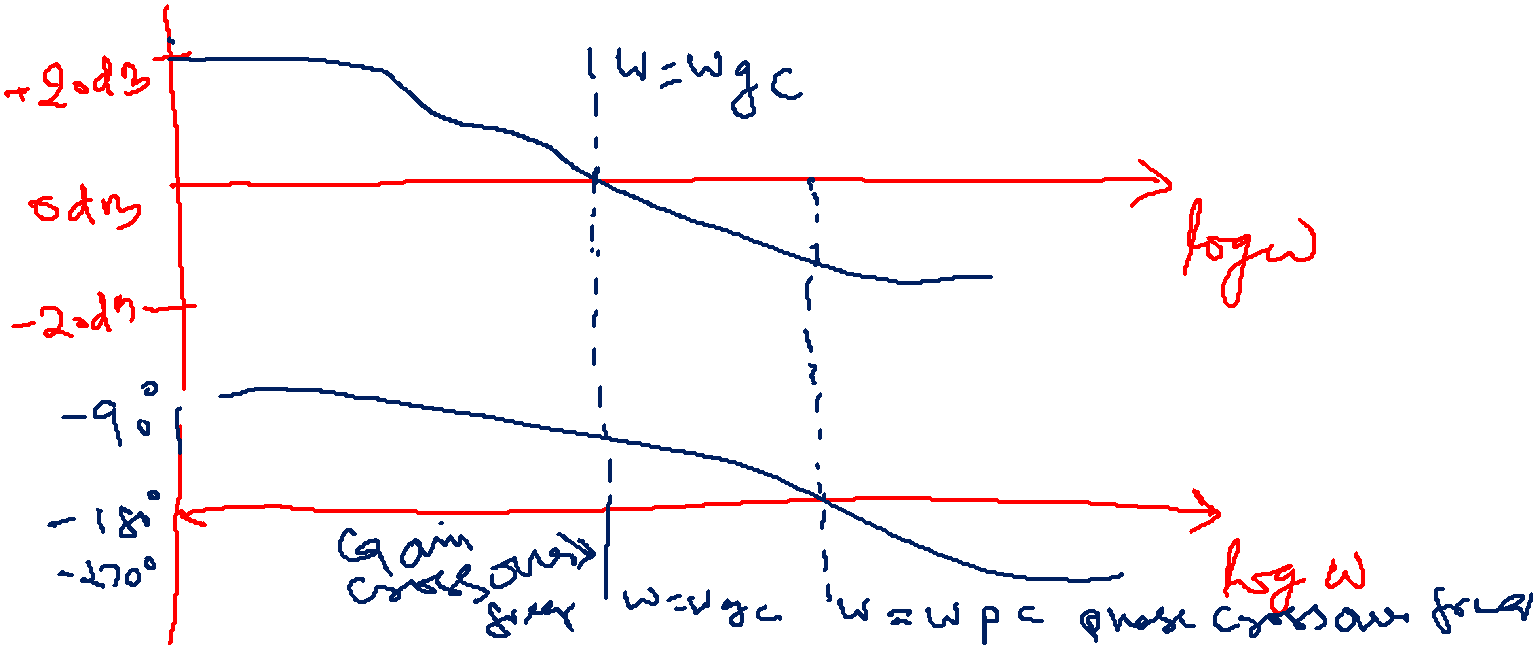 +20dB
w=wgc
0dB
log w
-20dB
-90°
-180°
-270°
Gain
crossover
freq
w=wgc
w=wpc phase crossover freq
log w